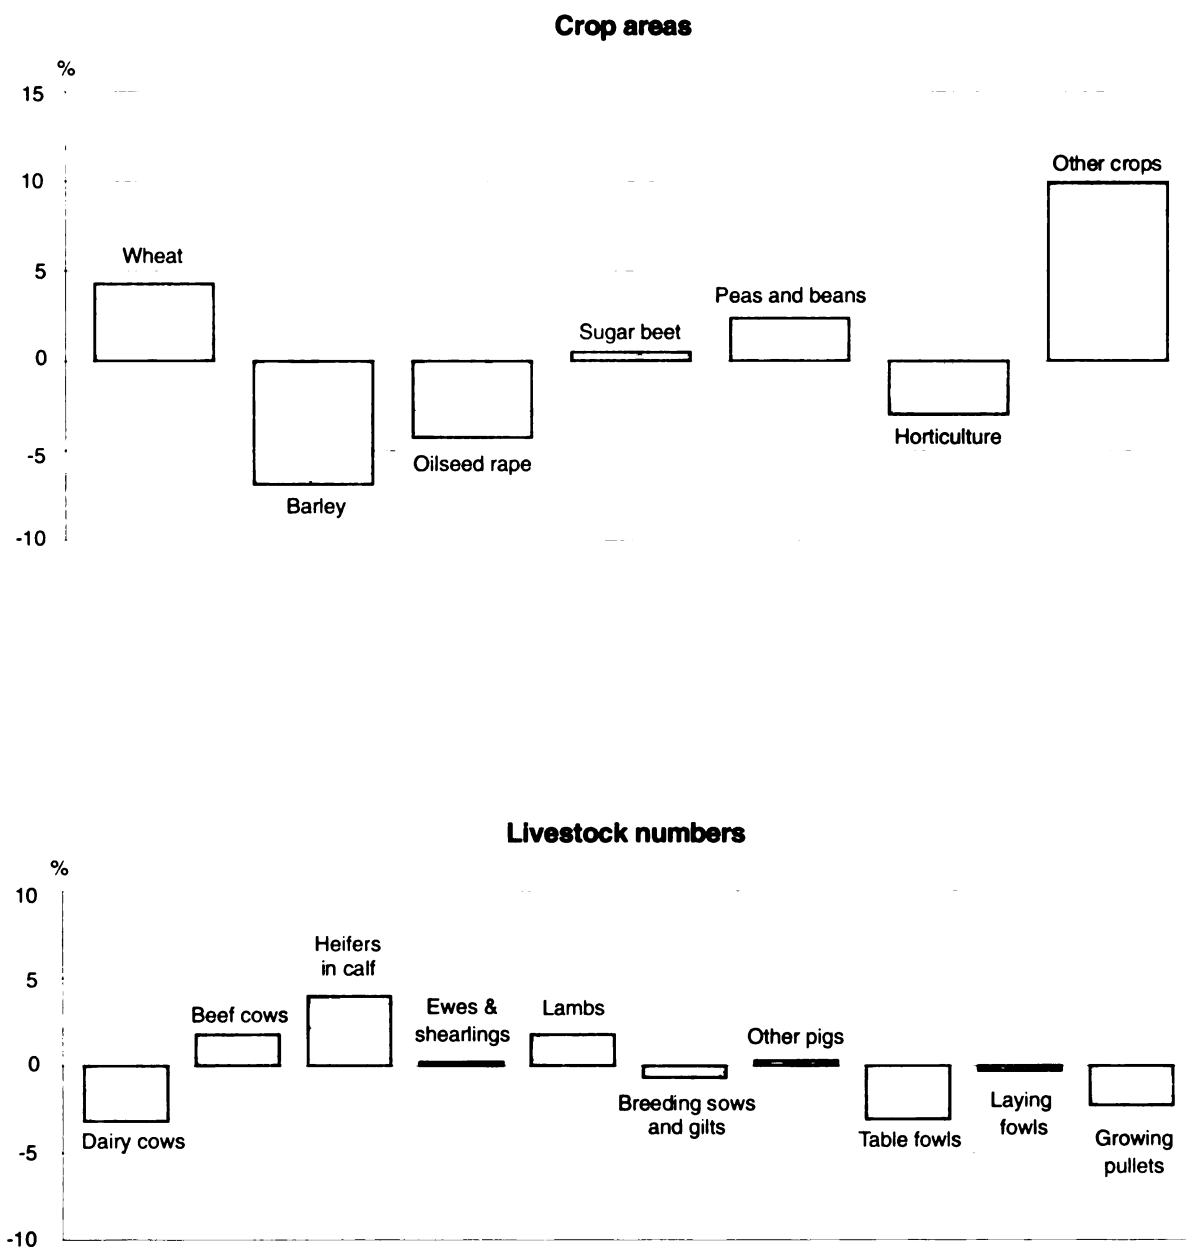 Crop areas
%
15
10
5
0
-5
-10
Wheat
Barley
Oilseed rape
Sugar beet
Peas and beans
Horticulture
Other crops
Livestock numbers
%
10
5
0
-5
-10
Dairy cows
Beef cows
Heifers
in calf
Ewes &
shearlings
Lambs
Breeding sows
and gilts
Other pigs
Table fowls
Laying
fowls
Growing
pullets